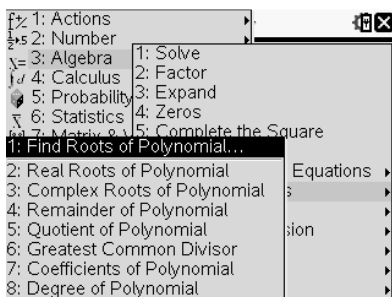 1: Actions
2: Number
3: Algebra
4: Calculus
5: Probability
6: Statistics
1: Solve
2: Factor
3: Expand
4: Zeros
5: Complete the Square
1: Find Roots of Polynomial...
2: Real Roots of Polynomial
3: Complex Roots of Polynomial
4: Remainder of Polynomial
5: Quotient of Polynomial
6: Greatest Common Divisor
7: Coefficients of Polynomial
8: Degree of Polynomial
Equations